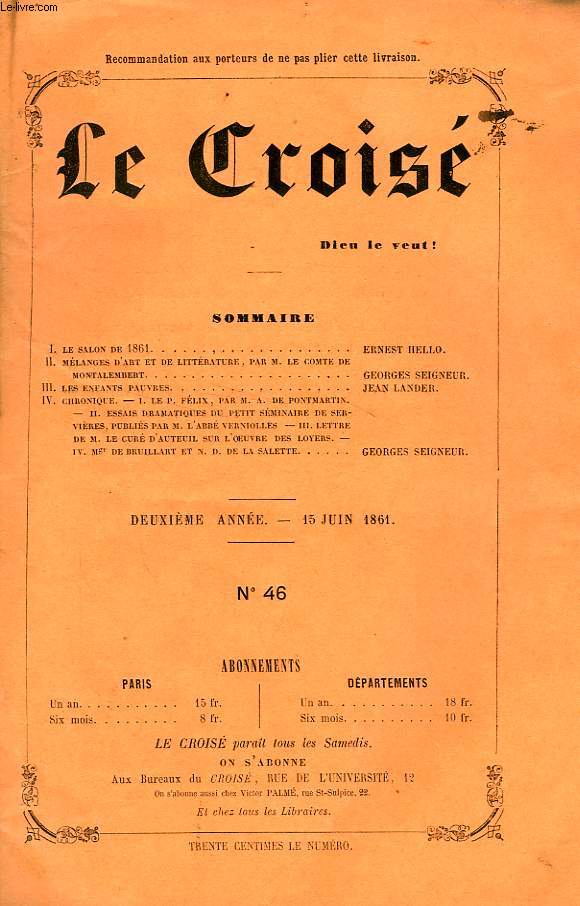 Le-livre.com
Recommandation aux porteurs de ne pas plier cette livraison.
Le Croisé
Dieu le veut!
SOMMAIRE
I. LE SALON DE 1861. . . . . . , . . . . . . . . . . . . . . . ERNEST HELLO.
II. MÉLANGES D'ART ET DE LITTÉRATURE, PAR M. LE COMTE DE
MONTALEMBERT. . . . . . . . . . . . . . . . . . . . . . GEORGES SEIGNEUR.
III. LES ENFANTS PAUVRES. . . . . . . . . . . . . . . . . . . JEAN LANDER.
IV. CHRONIQUE. — I. LE P. FÉLIX, PAR M. A. DE PONTMARTIN.
— II. ESSAIS DRAMATIQUES DU PETIT SÉMINAIRE DE SER-
VIÈRES, PUBLIÉS PAR M. L'ABBÉ VERNIOLLES — III. LETTRE
DE M. LE CURÉ D'AUTEUIL SUR L'ŒUVRE DES LOYERS. —
IV. Mgr DE BRUILLART ET N. D. DE LA SALETTE. . . . . . GEORGES SEIGNEUR.
DEUXIÈME ANNÉE. — 15 JUIN 1861.
N° 46
ABONNEMENTS
PARIS
Un an. . . . . . . . . . . 15 fr.
Six mois. . . . . . . . . 8 fr.
DÉPARTEMENTS
Un an. . . . . . . . . . . 18 fr.
Six mois. . . . . . . . . . 10 fr.
LE CROISÉ paraît tous les Samedis.
ON S'ABONNE
Aux Bureaux du CROISÉ, RUE DE L'UNIVERSITÉ, 12
On s'abonne aussi chez Victor PALMÉ, rue St-Sulpice, 22.
Et chez tous les Libraires.
TRENTE CENTIMES LE NUMÉRO.